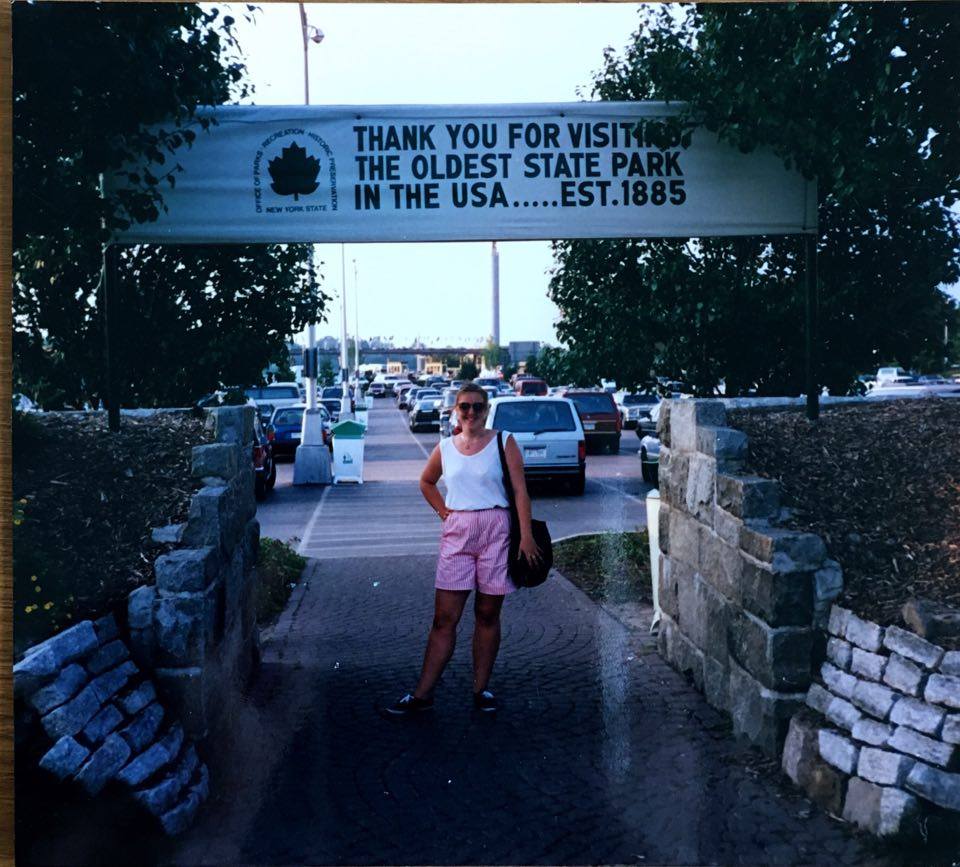 OFFICE OF PARKS · RECREATION · HISTORIC PRESERVATION
NEW YORK STATE
THANK YOU FOR VISITING
THE OLDEST STATE PARK
IN THE USA.....EST.1885